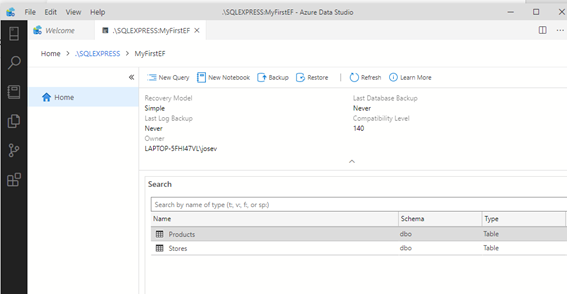 File Edit View Help .\SQLEXPRESS:MyFirstEF - Azure Data Studio
Welcome .\SQLEXPRESS:MyFirstEF
Home .\SQLEXPRESS MyFirstEF
Home
New Query New Notebook Backup Restore Refresh Learn More
Recovery Model Last Database Backup
Simple Never
Last Log Backup Compatibility Level
Never 140
Owner
LAPTOP-5FHI47VL\josev
Search
Search by name of type (t:, v:, f:, or sp:)
Name Schema Type
Products dbo Table
Stores dbo Table